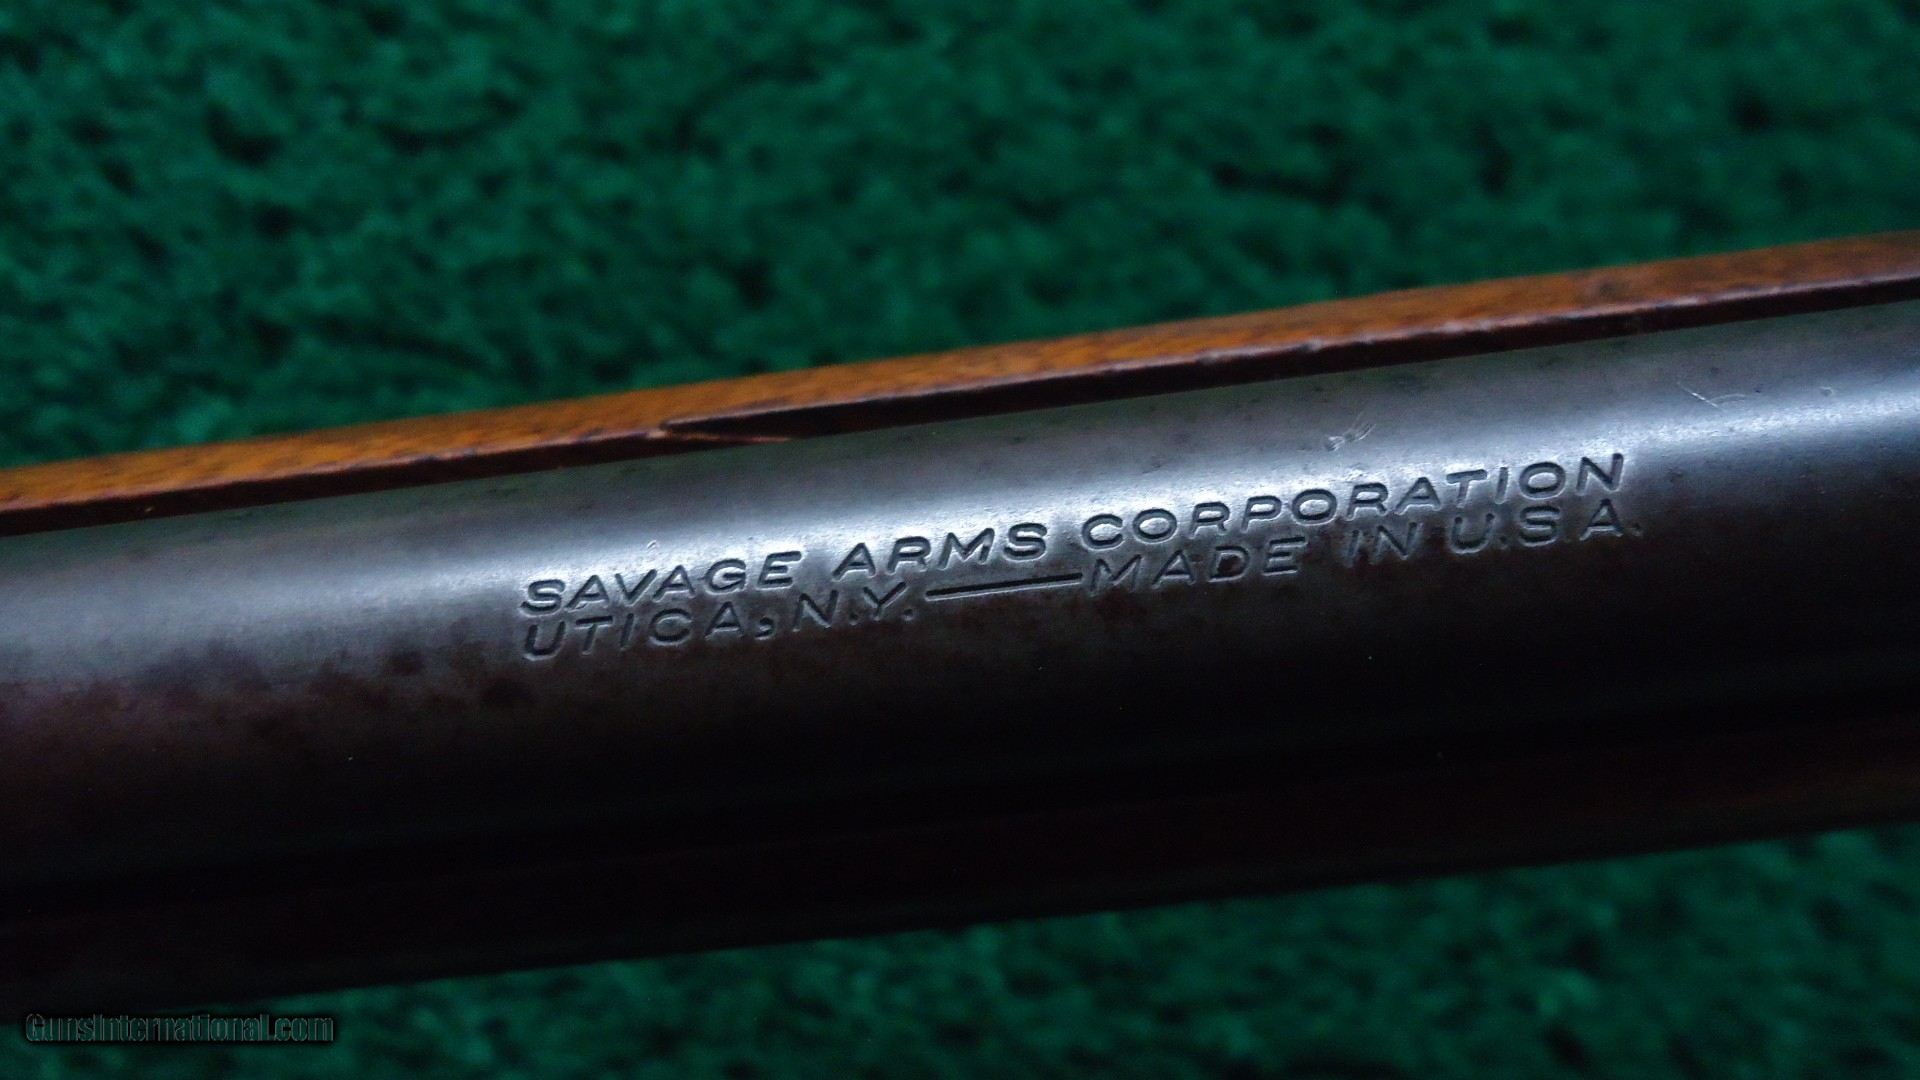 SAVAGE ARMS CORPORATION
UTICA, N.Y. — MADE IN U.S.A.
GunsInternational.com